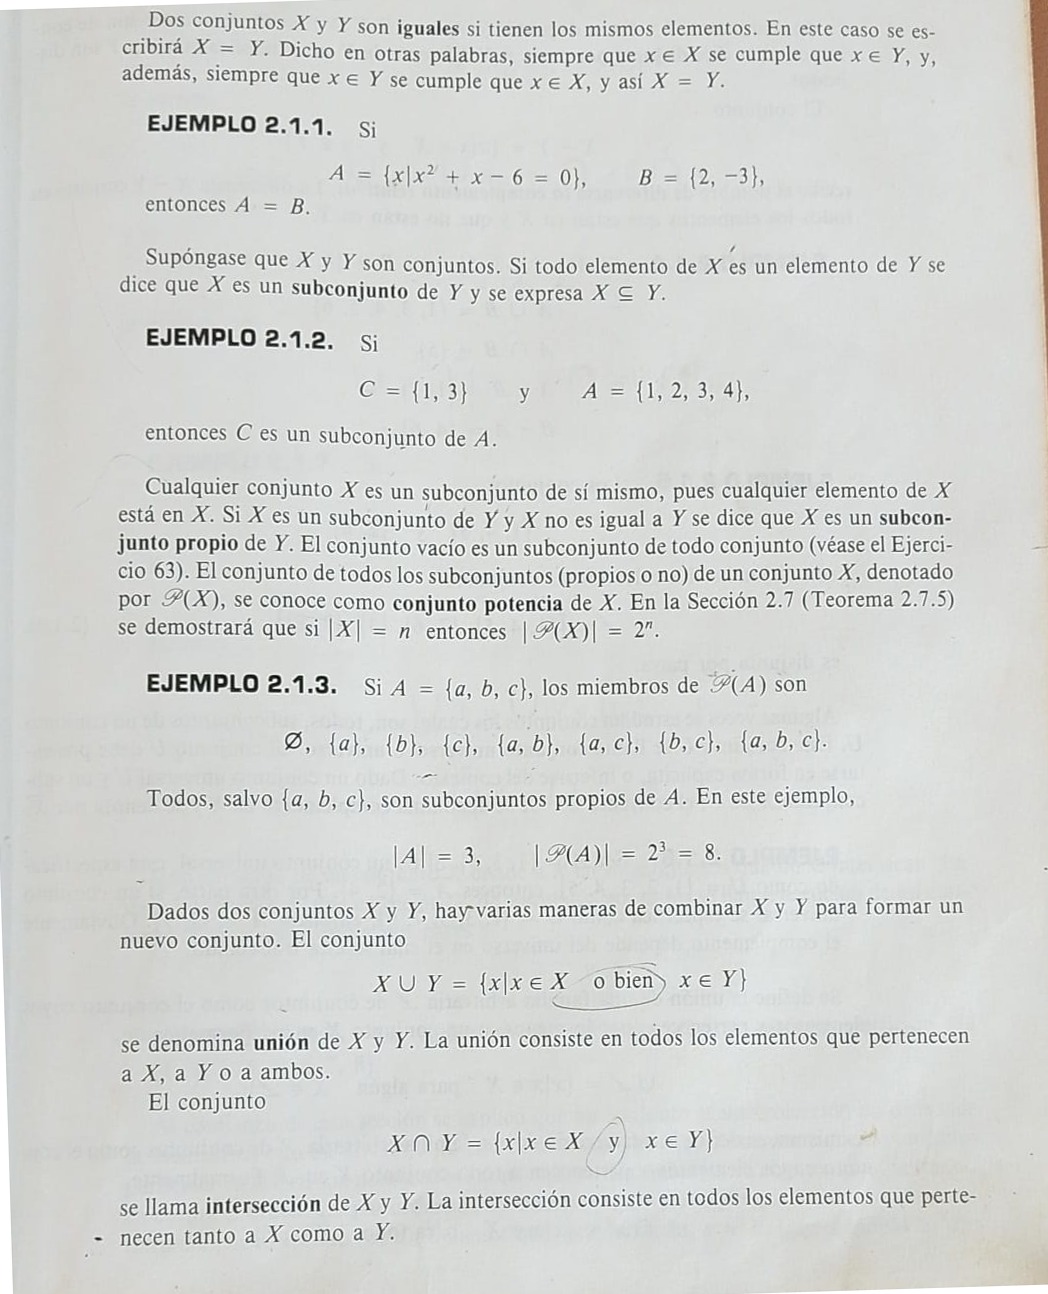 Dos conjuntos X y Y son iguales si tienen los mismos elementos. En este caso se es-
cribirá X = Y. Dicho en otras palabras, siempre que x ∈ X se cumple que x ∈ Y, y,
además, siempre que x ∈ Y se cumple que x ∈ X, y así X = Y.
EJEMPLO 2.1.1. Si
A = {x|x² + x − 6 = 0}, B = {2, −3},
entonces A = B.
Supóngase que X y Y son conjuntos. Si todo elemento de X es un elemento de Y se
dice que X es un subconjunto de Y y se expresa X ⊆ Y.
EJEMPLO 2.1.2. Si
C = {1, 3} y A = {1, 2, 3, 4},
entonces C es un subconjunto de A.
Cualquier conjunto X es un subconjunto de sí mismo, pues cualquier elemento de X
está en X. Si X es un subconjunto de Y y X no es igual a Y se dice que X es un subcon-
junto propio de Y. El conjunto vacío es un subconjunto de todo conjunto (véase el Ejerci-
cio 63). El conjunto de todos los subconjuntos (propios o no) de un conjunto X, denotado
por 𝒫(X), se conoce como conjunto potencia de X. En la Sección 2.7 (Teorema 2.7.5)
se demostrará que si |X| = n entonces |𝒫(X)| = 2ⁿ.
EJEMPLO 2.1.3. Si A = {a, b, c}, los miembros de 𝒫(A) son
∅, {a}, {b}, {c}, {a, b}, {a, c}, {b, c}, {a, b, c}.
Todos, salvo {a, b, c}, son subconjuntos propios de A. En este ejemplo,
|A| = 3, |𝒫(A)| = 2³ = 8.
Dados dos conjuntos X y Y, hay varias maneras de combinar X y Y para formar un
nuevo conjunto. El conjunto
X ∪ Y = {x|x ∈ X o bien x ∈ Y}
se denomina unión de X y Y. La unión consiste en todos los elementos que pertenecen
a X, a Y o a ambos.
El conjunto
X ∩ Y = {x|x ∈ X y x ∈ Y}
se llama intersección de X y Y. La intersección consiste en todos los elementos que perte-
necen tanto a X como a Y.